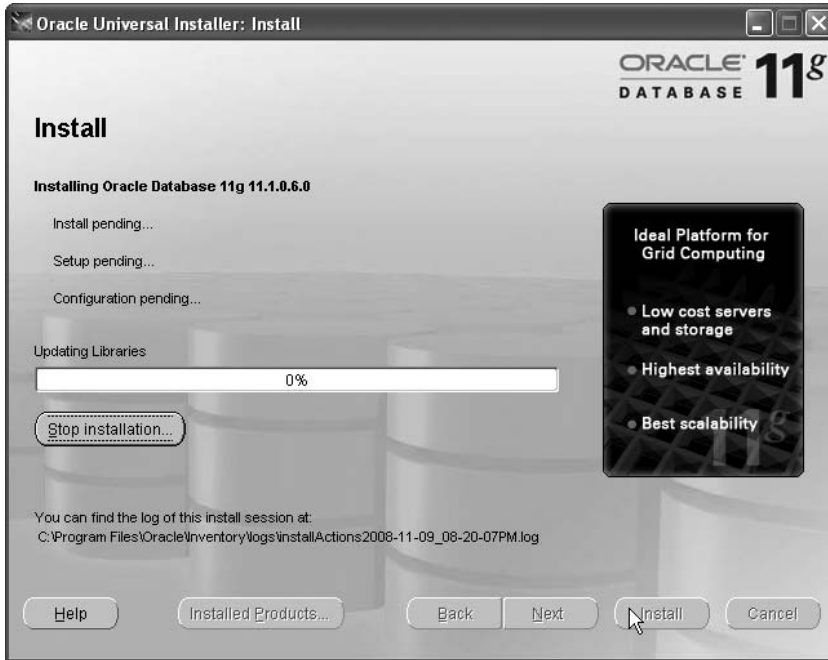 Oracle Universal Installer: Install
ORACLE
DATABASE 11g
Install
Installing Oracle Database 11g 11.1.0.6.0
Install pending...
Setup pending...
Configuration pending...
Updating Libraries
0%
Stop installation...
Ideal Platform for
Grid Computing
Low cost servers
and storage
Highest availability
Best scalability
11g
You can find the log of this install session at:
C:\Program Files\Oracle\Inventory\logs\installActions2008-11-09_08-20-07PM.log
Help Installed Products... Back Next Install Cancel